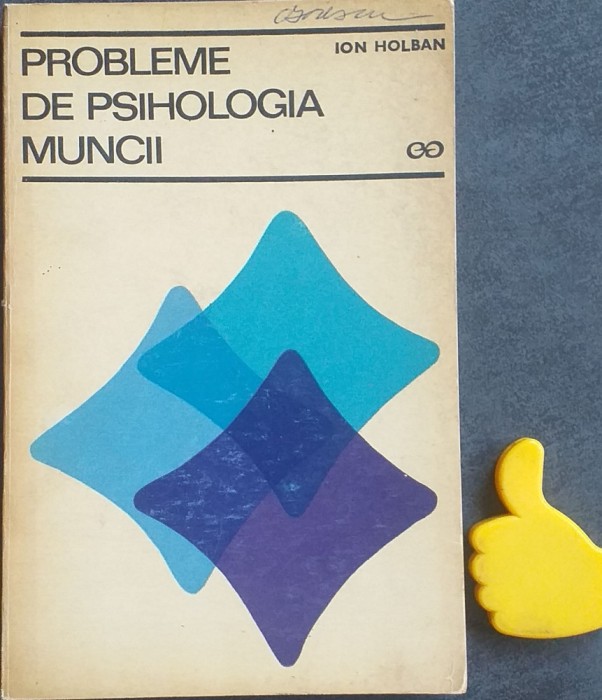 ION HOLBAN
PROBLEME
DE PSIHOLOGIA
MUNCII